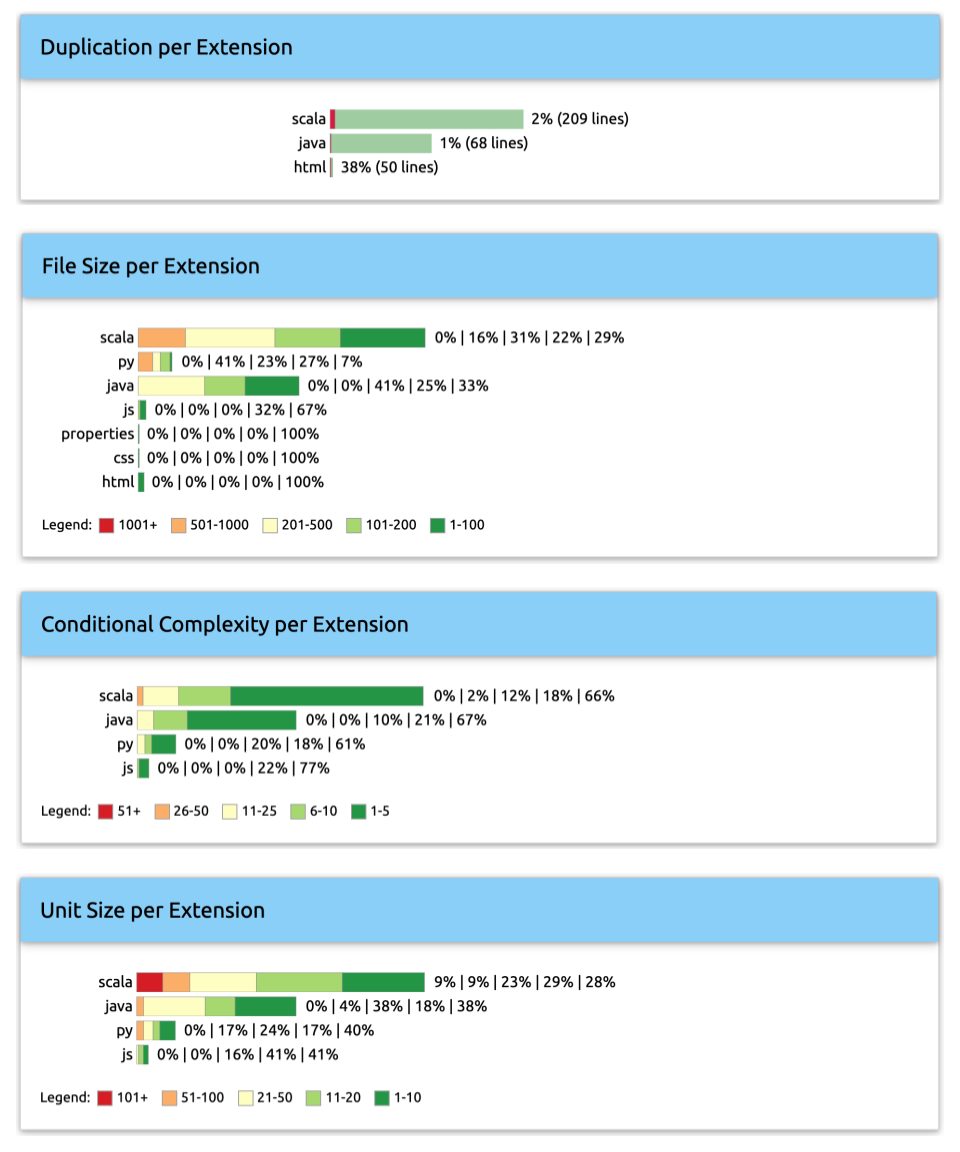 Duplication per Extension
scala 2% (209 lines)
java 1% (68 lines)
html 38% (50 lines)
File Size per Extension
scala 0% | 16% | 31% | 22% | 29%
py 0% | 41% | 23% | 27% | 7%
java 0% | 0% | 41% | 25% | 33%
js 0% | 0% | 0% | 32% | 67%
properties 0% | 0% | 0% | 0% | 100%
css 0% | 0% | 0% | 0% | 100%
html 0% | 0% | 0% | 0% | 100%
Legend: 1001+ 501-1000 201-500 101-200 1-100
Conditional Complexity per Extension
scala 0% | 2% | 12% | 18% | 66%
java 0% | 0% | 10% | 21% | 67%
py 0% | 0% | 20% | 18% | 61%
js 0% | 0% | 0% | 22% | 77%
Legend: 51+ 26-50 11-25 6-10 1-5
Unit Size per Extension
scala 9% | 9% | 23% | 29% | 28%
java 0% | 4% | 38% | 18% | 38%
py 0% | 17% | 24% | 17% | 40%
js 0% | 0% | 16% | 41% | 41%
Legend: 101+ 51-100 21-50 11-20 1-10